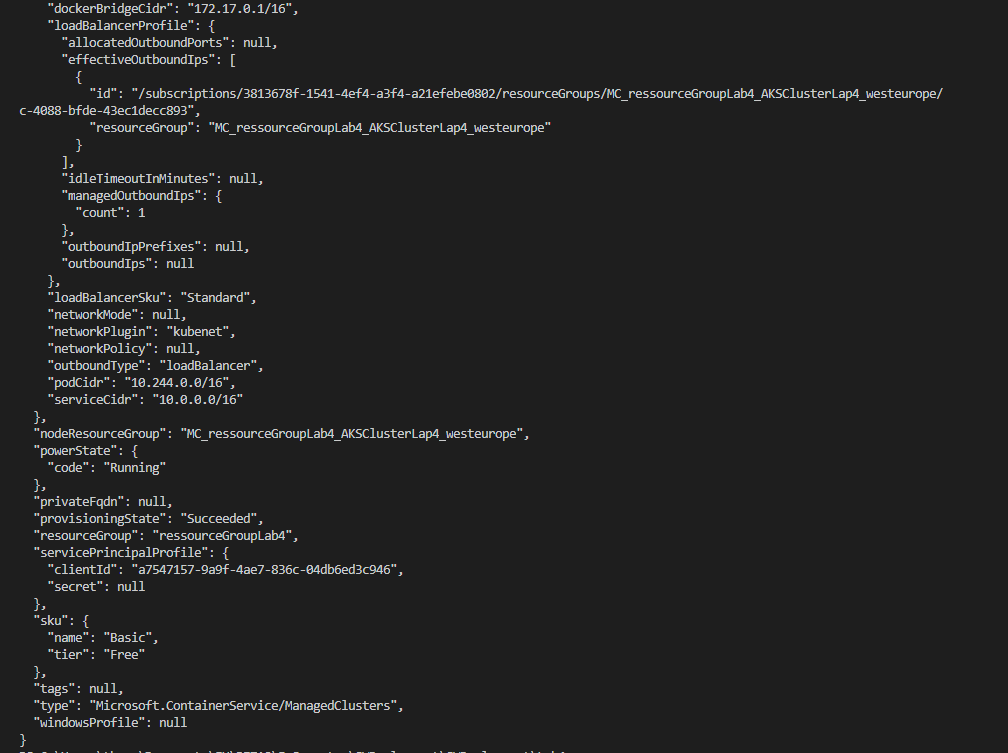 "dockerBridgeCidr": "172.17.0.1/16",
"loadBalancerProfile": {
"allocatedOutboundPorts": null,
"effectiveOutboundIps": [
{
"id": "/subscriptions/3813678f-1541-4ef4-a3f4-a21efebe0802/resourceGroups/MC_ressourceGroupLab4_AKSClusterLap4_westeurope/
c-4088-bfde-43ec1decc893",
"resourceGroup": "MC_ressourceGroupLab4_AKSClusterLap4_westeurope"
}
],
"idleTimeoutInMinutes": null,
"managedOutboundIps": {
"count": 1
},
"outboundIpPrefixes": null,
"outboundIps": null
},
"loadBalancerSku": "Standard",
"networkMode": null,
"networkPlugin": "kubenet",
"networkPolicy": null,
"outboundType": "loadBalancer",
"podCidr": "10.244.0.0/16",
"serviceCidr": "10.0.0.0/16"
},
"nodeResourceGroup": "MC_ressourceGroupLab4_AKSClusterLap4_westeurope",
"powerState": {
"code": "Running"
},
"privateFqdn": null,
"provisioningState": "Succeeded",
"resourceGroup": "ressourceGroupLab4",
"servicePrincipalProfile": {
"clientId": "a7547157-9a9f-4ae7-836c-04db6ed3c946",
"secret": null
},
"sku": {
"name": "Basic",
"tier": "Free"
},
"tags": null,
"type": "Microsoft.ContainerService/ManagedClusters",
"windowsProfile": null
}